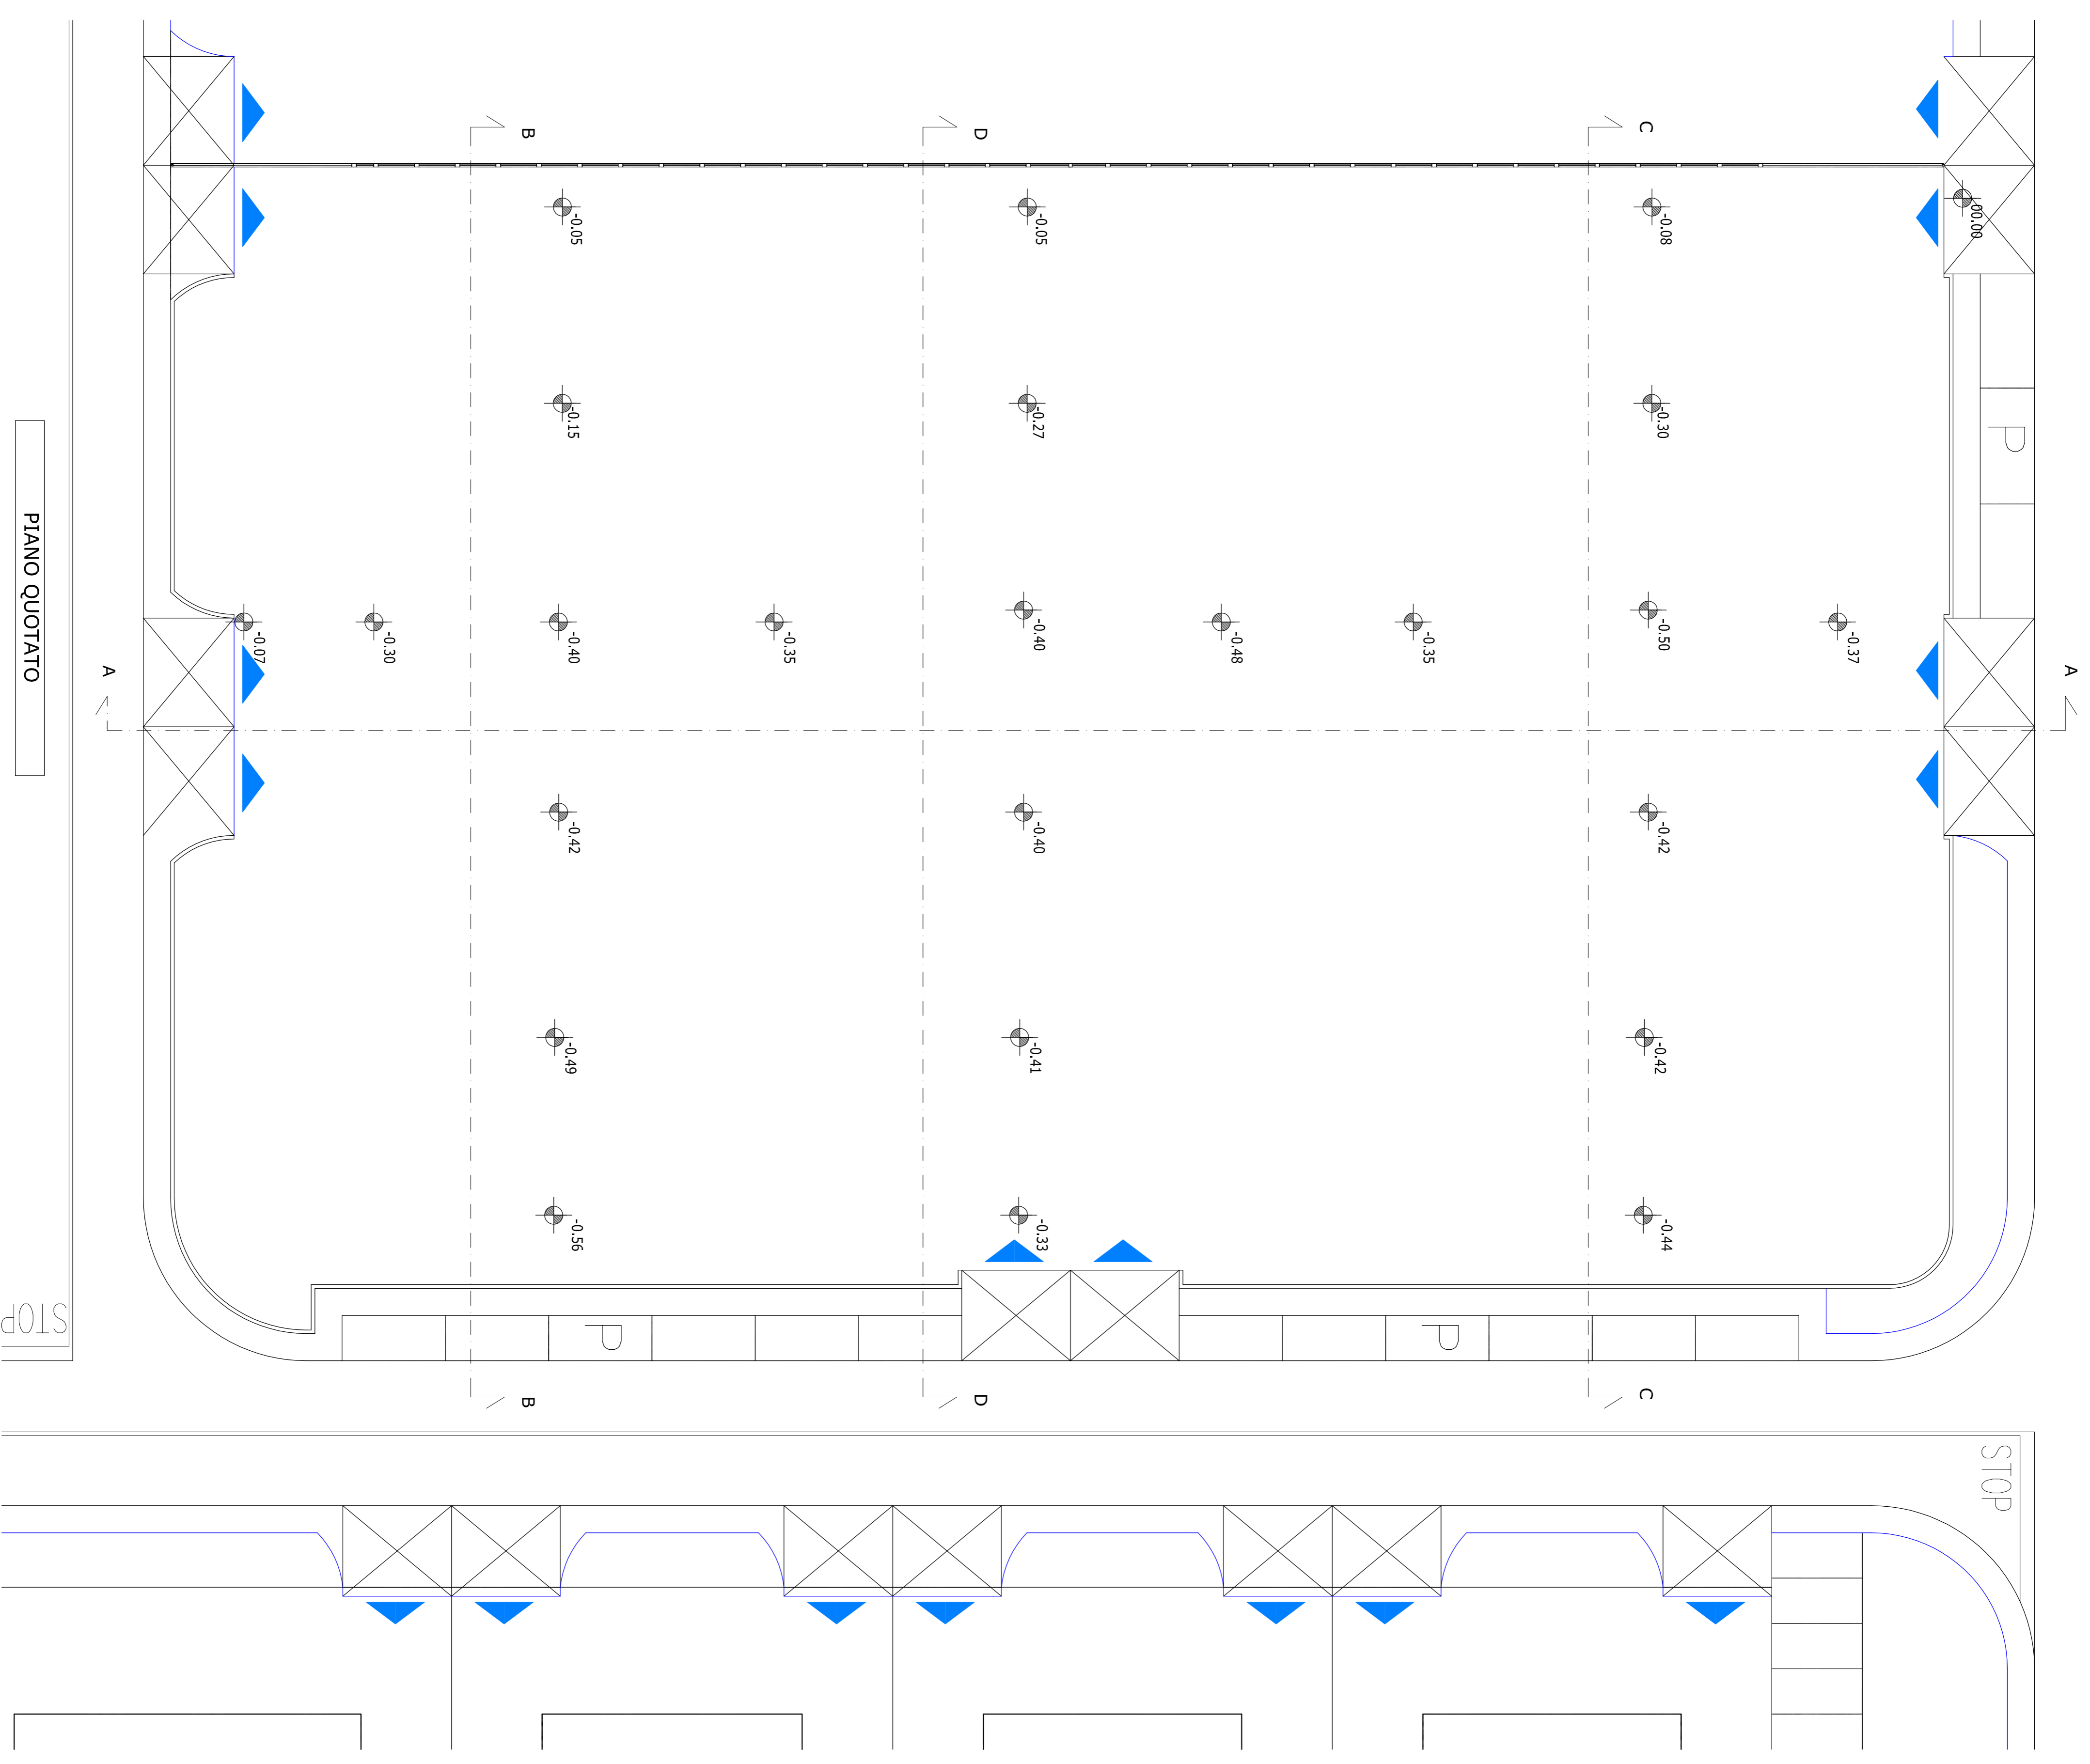 B
D
C
-0.05
-0.05
-0.08
00.00
-0.15
-0.27
-0.30
P
PIANO QUOTATO
-0.07
-0.30
-0.40
-0.35
-0.40
-0.48
-0.35
-0.50
-0.37
A
A
-0.42
-0.40
-0.42
-0.49
-0.41
-0.42
-0.56
-0.33
-0.44
STOP
P
P
B
D
C
STOP